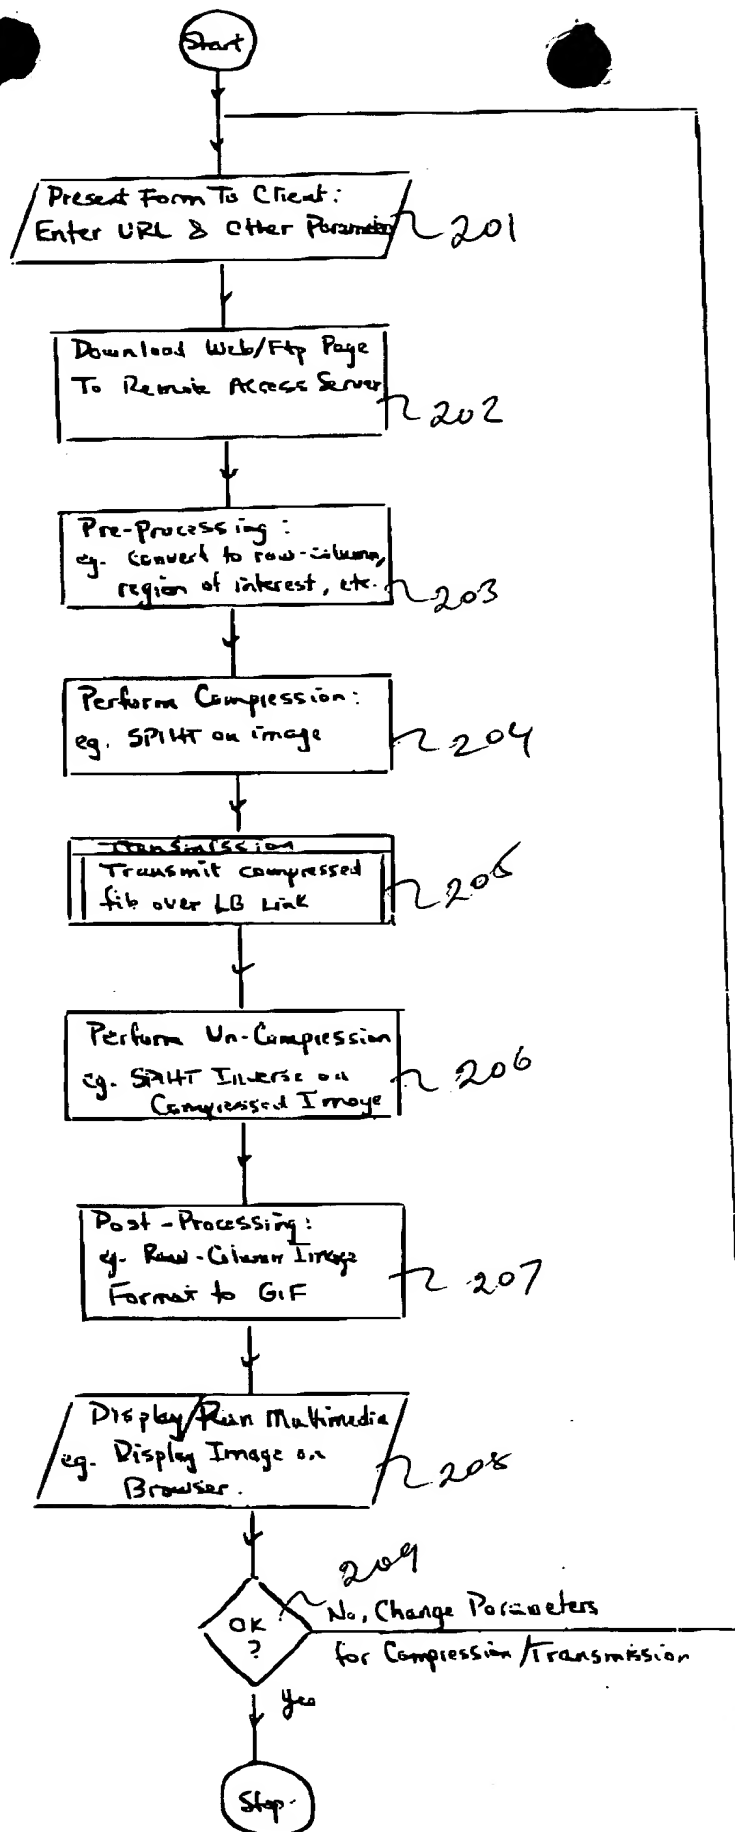 Start
Present Form To Client:
Enter URL & Other Parameter
201
Download Web/Ftp Page
To Remote Access Server
202
Pre-Processing:
eg. Convert to row-column,
region of interest, etc.
203
Perform Compression:
eg. SPIHT on image
204
Transmission
Transmit compressed
file over LB Link
205
Perform Un-Compression
eg. SPIHT Inverse on
Compressed Image
206
Post-Processing:
eg. Row-Column Image
Format to GIF
207
Display/Run Multimedia
eg. Display Image on
Browser.
208
209
OK
?
No, Change Parameters
for Compression/Transmission
Yes
Stop.